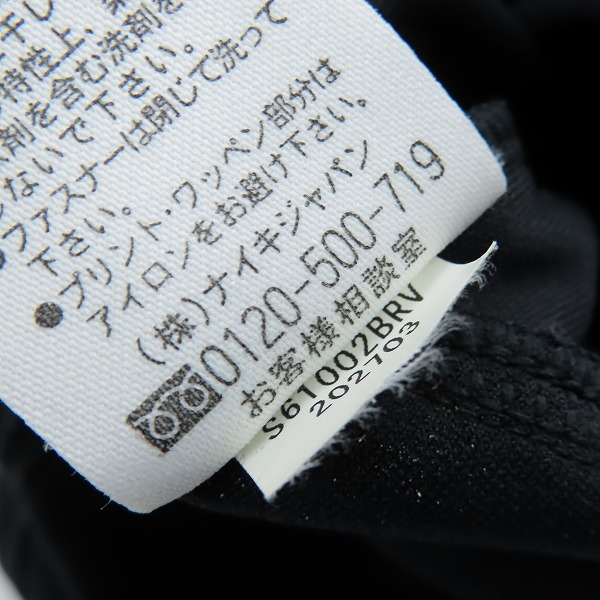 干し
特性上、
剤を含む洗剤を
ないで下さい。
ファスナーは閉じて洗って
下さい。
●プリント・ワッペン部分は
アイロンをお避け下さい。
(株)ナイキジャパン
0120-500-719
お客様相談室
S61002BRV
202103